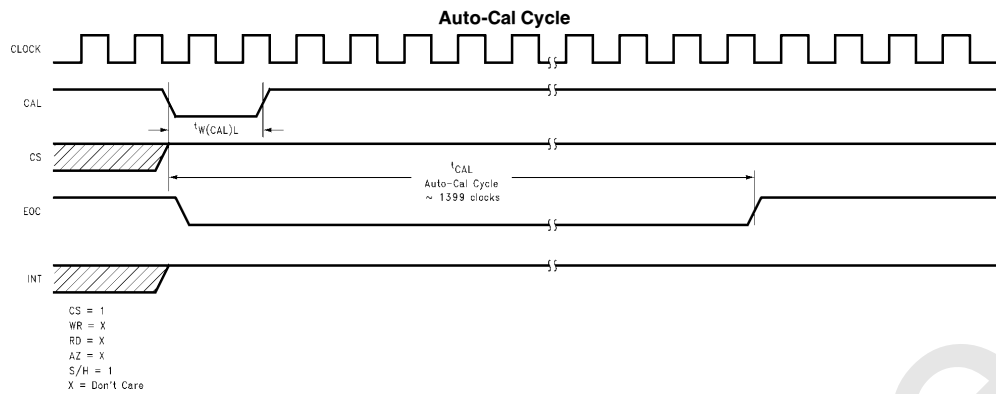 Auto-Cal Cycle
CLOCK
CAL
tW(CAL)L
CS
tCAL
Auto-Cal Cycle
~ 1399 clocks
EOC
INT
CS = 1
WR = X
RD = X
AZ = X
S/H = 1
X = Don't Care